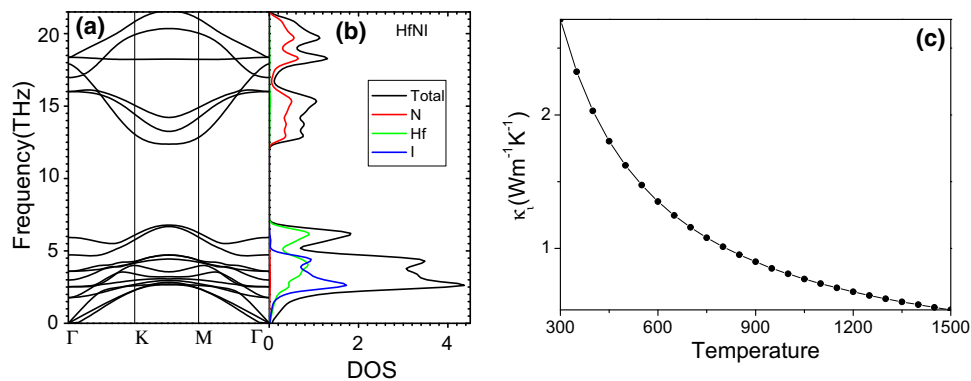 (a)
(b)
HfNI
Total
N
Hf
I
20
15
10
5
0
Frequency(THz)
Γ
K
M
Γ
0
2
4
DOS
(c)
2
1
κι(Wm⁻¹K⁻¹)
300
600
900
1200
1500
Temperature